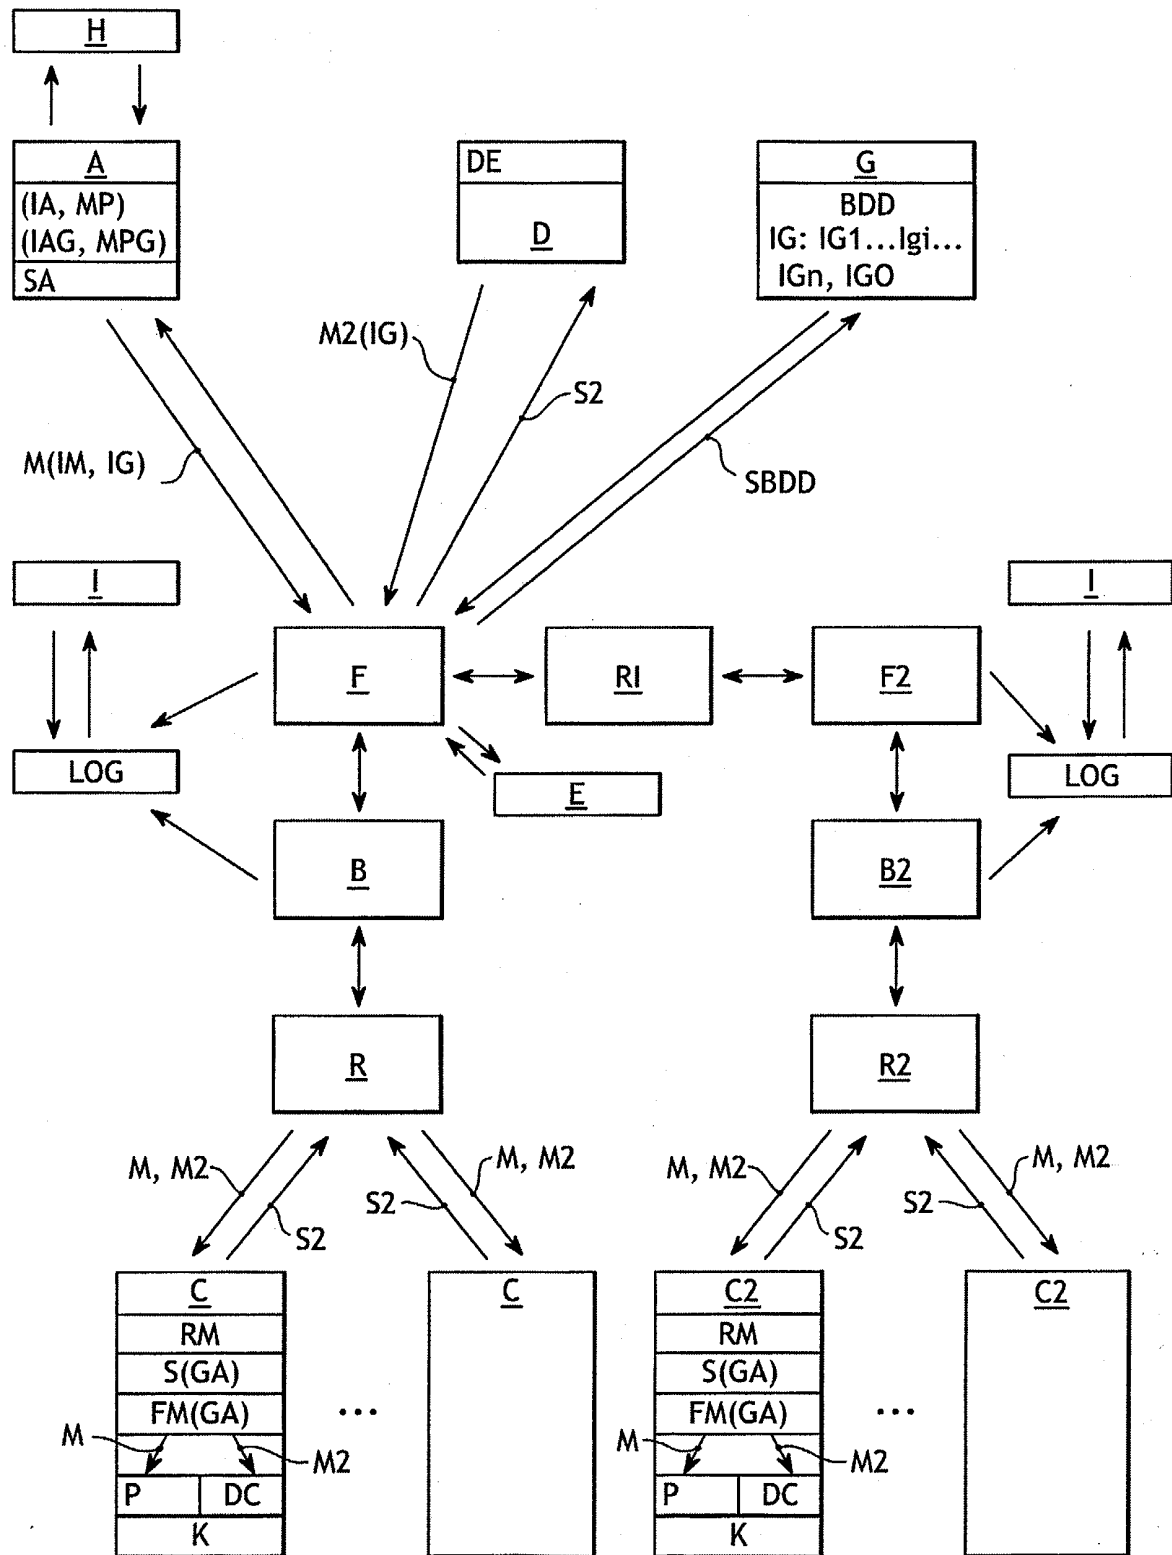 H
A
(IA, MP)
(IAG, MPG)
SA
DE
D
G
BDD
IG: IG1...Igi...
IGn, IGO
M2(IG)
S2
M(IM, IG)
SBDD
I
I
F
RI
F2
LOG
E
LOG
B
B2
R
R2
M, M2
M, M2
S2
S2
M, M2
M, M2
S2
S2
C
RM
S(GA)
FM(GA)
M
M2
P
DC
K
...
C
C2
RM
S(GA)
FM(GA)
M
M2
P
DC
K
...
C2